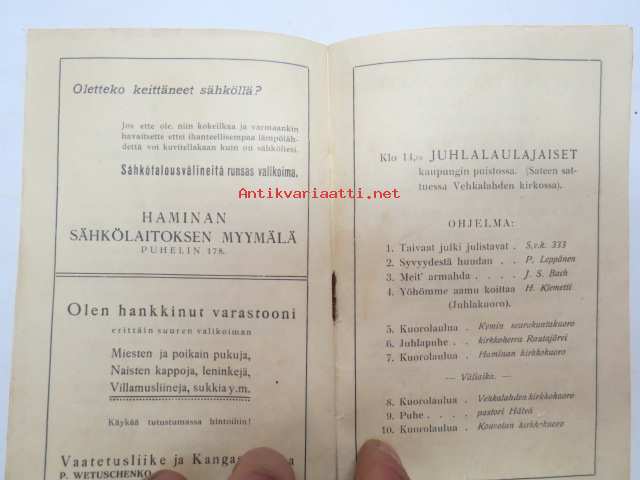 Oletteko keittäneet sähköllä?
Jos ette ole, niin kokeilkaa ja varmaankin
havaitsette ettei ihanteellisempaa lämpöläh-
dettä voi kuvitellakaan kuin on sähköliesi.
Sähkötalousvälineitä runsas valikoima.
HAMINAN
SÄHKÖLAITOKSEN MYYMÄLÄ
PUHELIN 178.
Olen hankkinut varastooni
erittäin suuren valikoiman
Miesten ja poikain pukuja,
Naisten kappoja, leninkejä,
Villamusliineja, sukkia y.m.
Käykää tutustumassa hintoihin!
Vaatetusliike ja
P. WETUSCHENKO
Antikvariaatti.net
Klo 14,30 JUHLALAULAJAISET
kaupungin puistossa. (Sateen sat-
tuessa Vehkalahden kirkossa).
OHJELMA:
1. Taivaat julki julistavat . S.v.k. 333
2. Syvyydestä huudan . . P. Leppänen
3. Meit' armahda . . . . J. S. Bach
4. Yöhömme aamu koittaa H. Klemetti
(Juhlakuoro).
5. Kuorolaulua . Kymin seurakuntakuoro
6. Juhlapuhe . . kirkkoherra Rautajärvi
7. Kuorolaulua . Haminan kirkkokuoro
— Väliaika. —
8. Kuorolaulua . Vehkalahden kirkkokuoro
9. Puhe . . . . pastori Hätvä
10. Kuorolaulua . Kouvolan kirkkokuoro